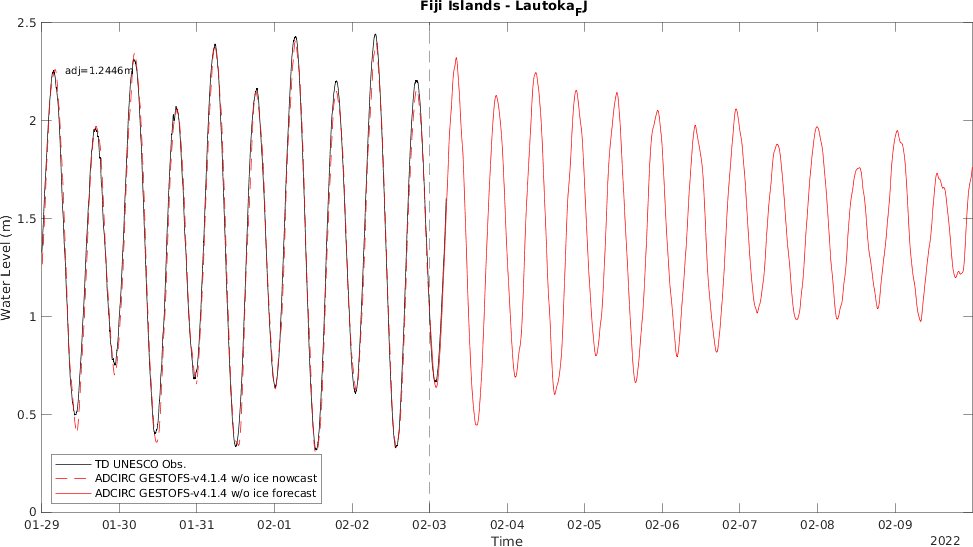 Fiji Islands - Lautoka_FJ
adj=1.2446m
Water Level (m)
2.5
2
1.5
1
0.5
0
TD UNESCO Obs.
ADCIRC GESTOFS-v4.1.4 w/o ice nowcast
ADCIRC GESTOFS-v4.1.4 w/o ice forecast
01-29 01-30 01-31 02-01 02-02 02-03 02-04 02-05 02-06 02-07 02-08 02-09
Time
2022